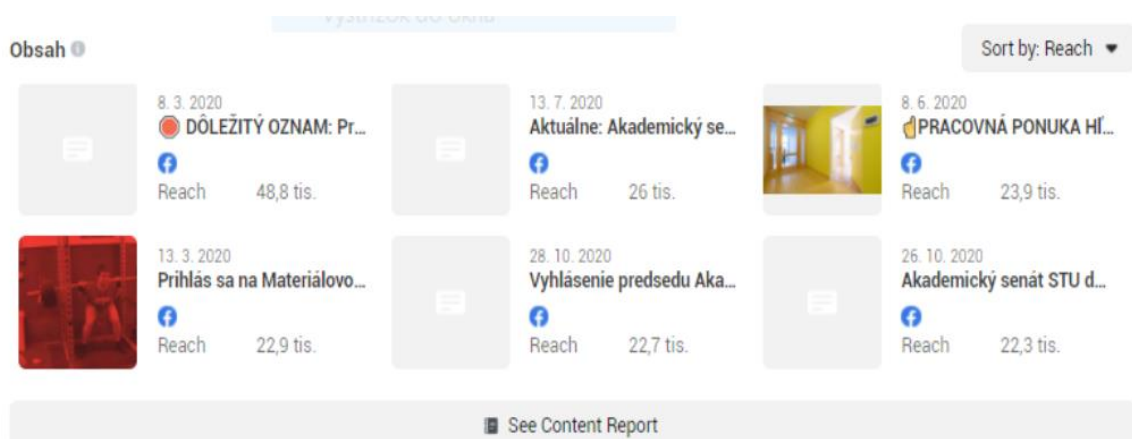 Obsah
Sort by: Reach
8. 3. 2020
DÔLEŽITÝ OZNAM: Pr...
Reach 48,8 tis.
13. 7. 2020
Aktuálne: Akademický se...
Reach 26 tis.
8. 6. 2020
PRACOVNÁ PONUKA Hľ...
Reach 23,9 tis.
13. 3. 2020
Prihlás sa na Materiálovo...
Reach 22,9 tis.
28. 10. 2020
Vyhlásenie predsedu Aka...
Reach 22,7 tis.
26. 10. 2020
Akademický senát STU d...
Reach 22,3 tis.
See Content Report